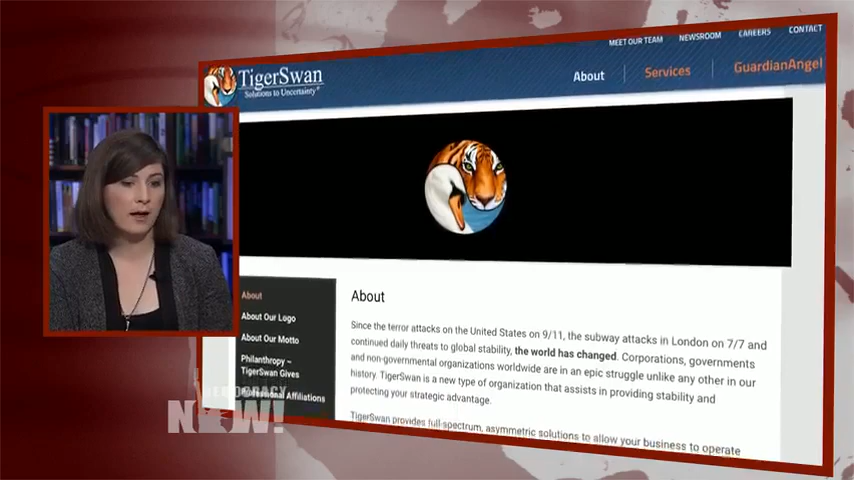 MEET OUR TEAM NEWSROOM CAREERS CONTACT
TigerSwan
Solutions to Uncertainty®
About Services GuardianAngel
About
About Our Logo
About Our Motto
Philanthropy –
TigerSwan Gives
Professional Affiliations
About
Since the terror attacks on the United States on 9/11, the subway attacks in London on 7/7 and
continued daily threats to global stability, the world has changed. Corporations, governments
and non-governmental organizations worldwide are in an epic struggle unlike any other in our
history. TigerSwan is a new type of organization that assists in providing stability and
protecting your strategic advantage.
TigerSwan provides full-spectrum, asymmetric solutions to allow your business to operate
DEMOCRACY
NOW!